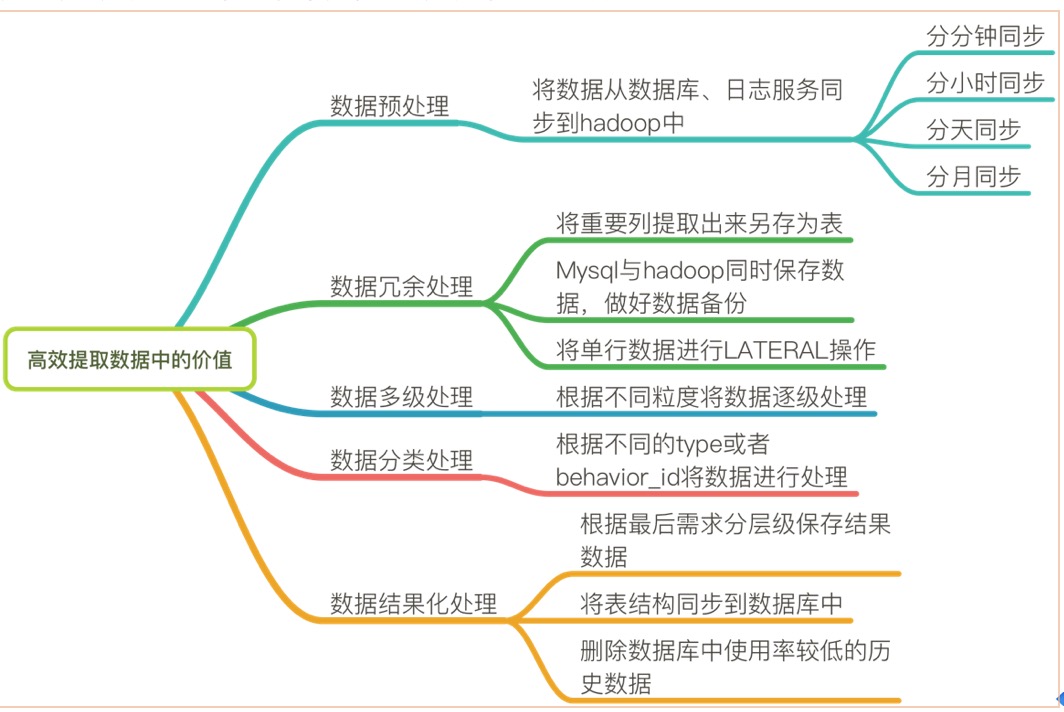 高效提取数据中的价值
数据预处理
将数据从数据库、日志服务同
步到hadoop中
分分钟同步
分小时同步
分天同步
分月同步
数据冗余处理
将重要列提取出来另存为表
Mysql与hadoop同时保存数
据，做好数据备份
将单行数据进行LATERAL操作
数据多级处理
根据不同粒度将数据逐级处理
数据分类处理
根据不同的type或者
behavior_id将数据进行处理
数据结果化处理
根据最后需求分层级保存结果
数据
将表结构同步到数据库中
删除数据库中使用率较低的历
史数据